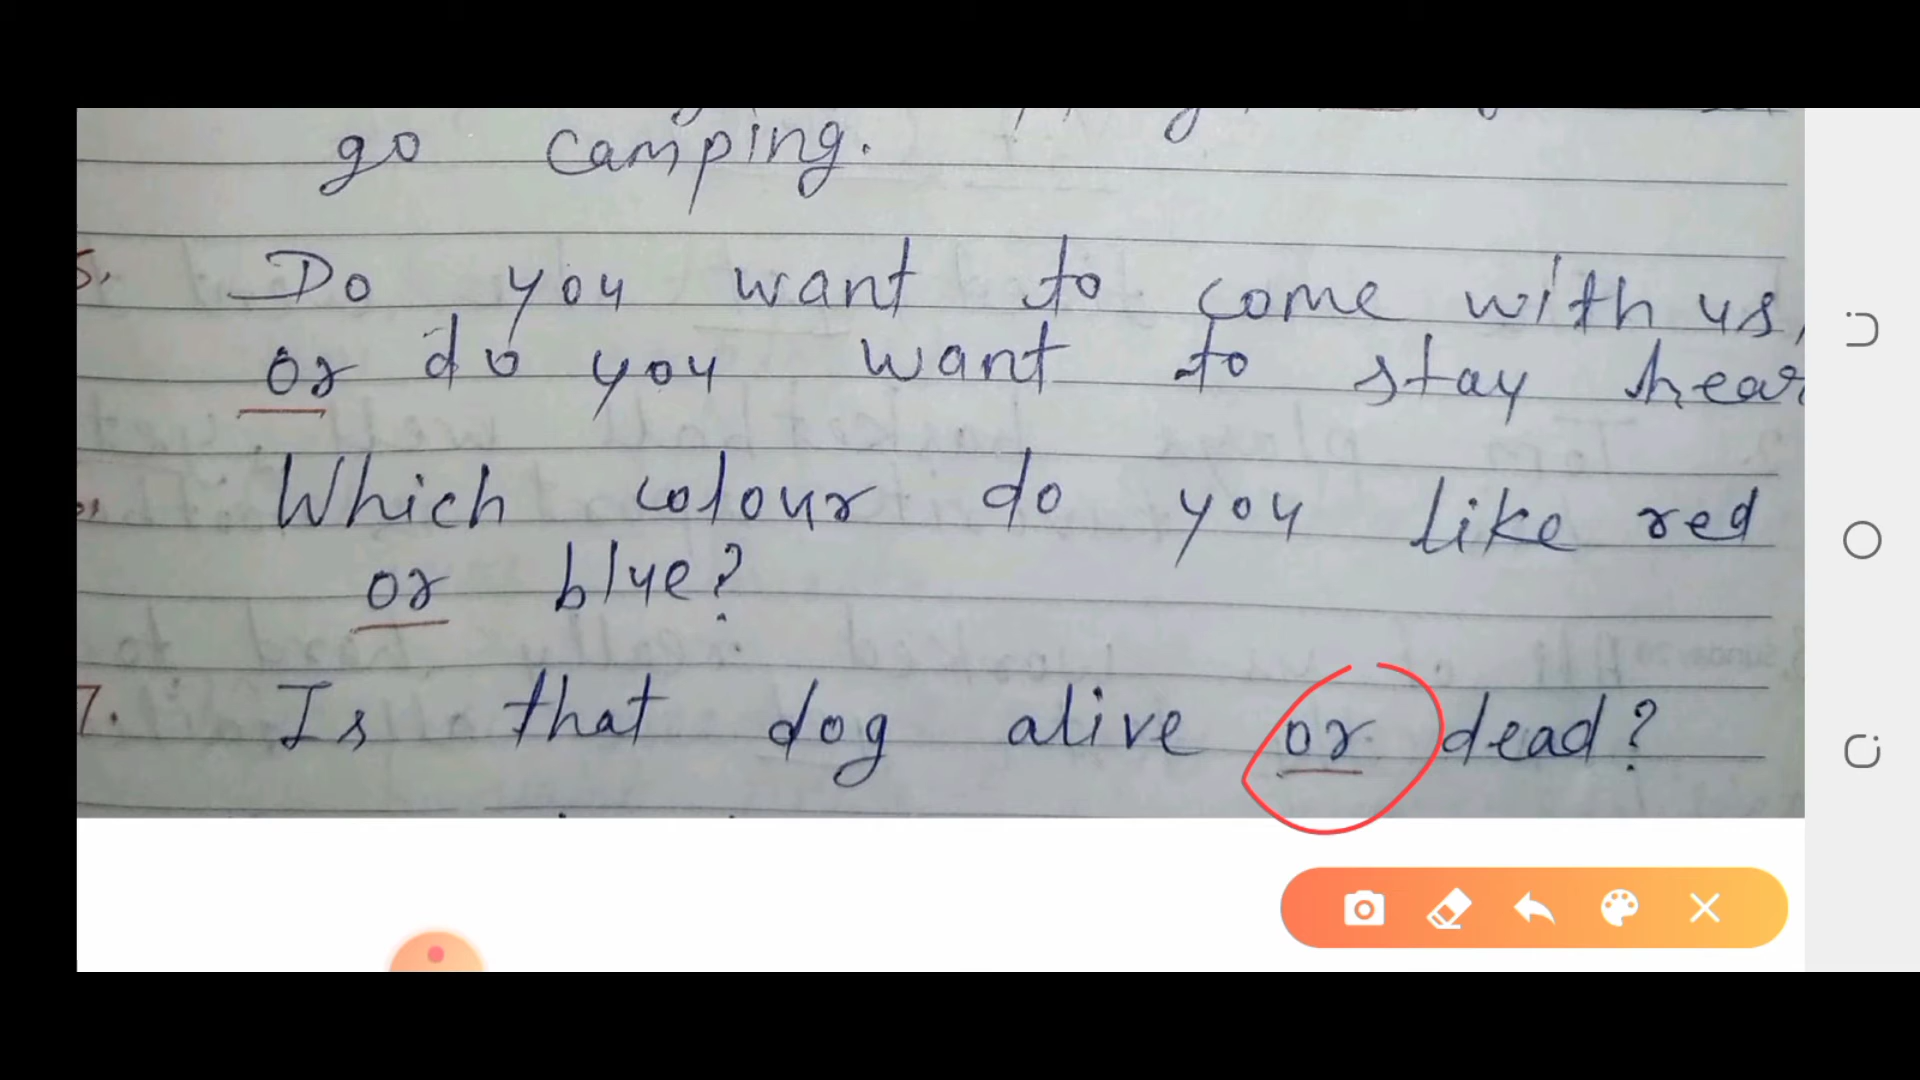 go camping.
5. Do you want to come with us,
or do you want to stay hear
Which colour do you like red
or blue?
7. Is that dog alive or dead?